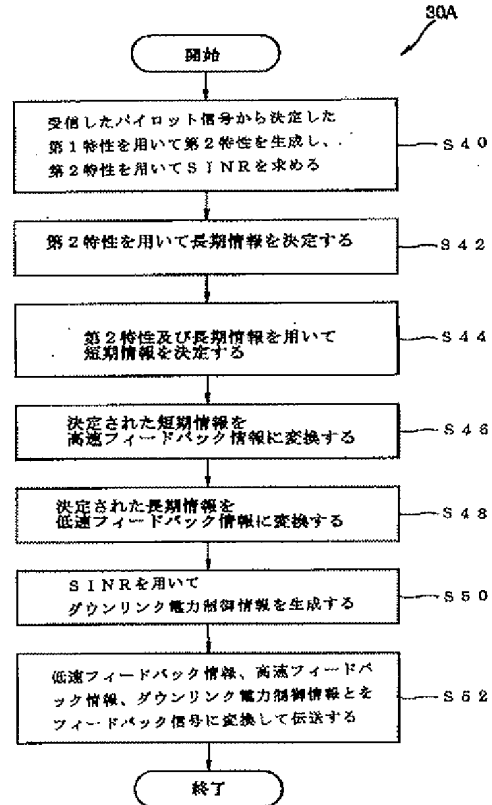 30A
開始
受信したパイロット信号から決定した
第1特性を用いて第2特性を生成し、
第2特性を用いてSINRを求める
S40
第2特性を用いて長期情報を決定する
S42
第2特性及び長期情報を用いて
短期情報を決定する
S44
決定された短期情報を
高速フィードバック情報に変換する
S46
決定された長期情報を
低速フィードバック情報に変換する
S48
SINRを用いて
ダウンリンク電力制御情報を生成する
S50
低速フィードバック情報、高速フィードバ
ック情報、ダウンリンク電力制御情報とを
フィードバック信号に変換して伝送する
S52
終了